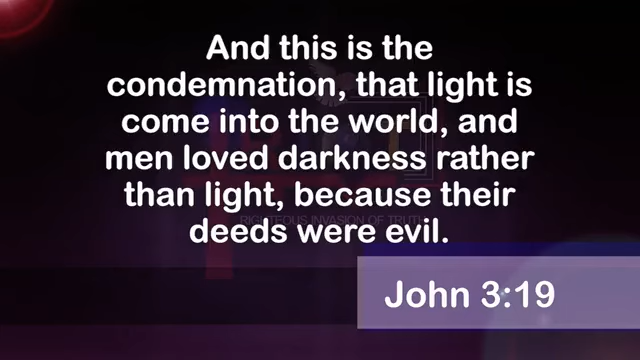 And this is the
condemnation, that light is
come into the world, and
men loved darkness rather
than light, because their
RIGHTEOUS INVASION OF TRUTH
deeds were evil.
John 3:19